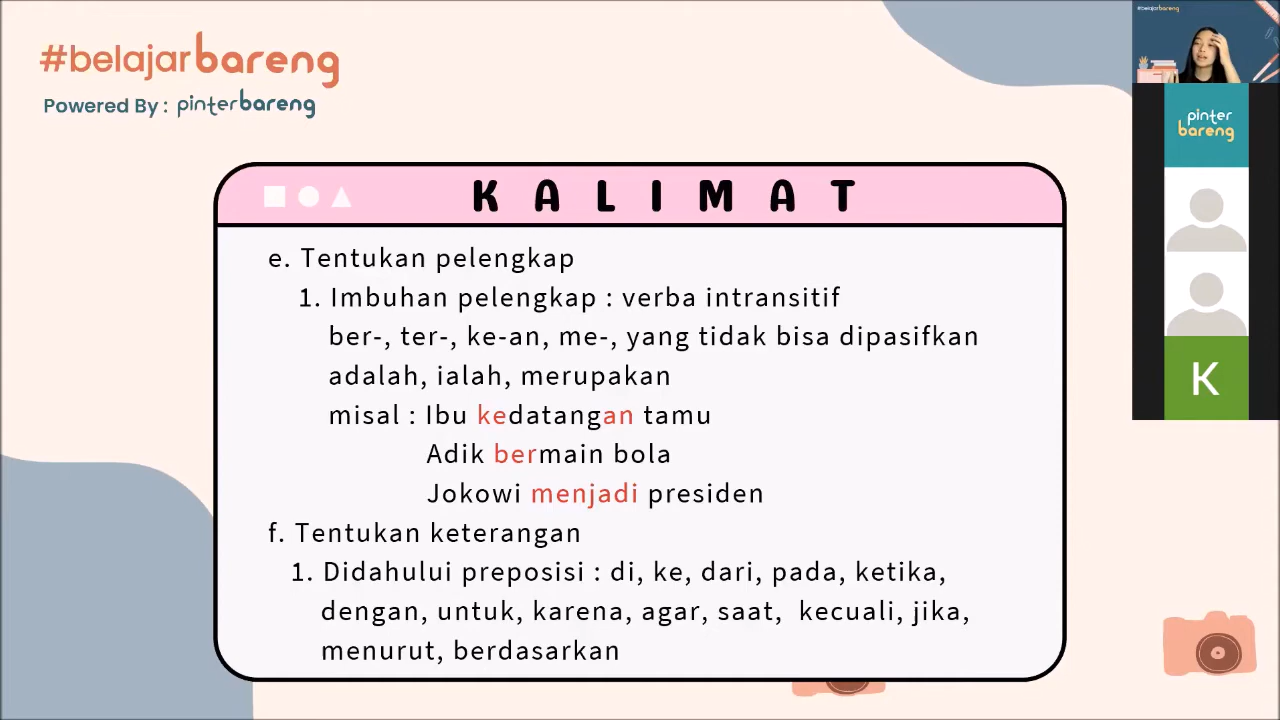 #belajarbareng
Powered By : pinterbareng
KALIMAT
e. Tentukan pelengkap
1. Imbuhan pelengkap : verba intransitif
ber-, ter-, ke-an, me-, yang tidak bisa dipasifkan
adalah, ialah, merupakan
misal : Ibu kedatangan tamu
Adik bermain bola
Jokowi menjadi presiden
f. Tentukan keterangan
1. Didahului preposisi : di, ke, dari, pada, ketika,
dengan, untuk, karena, agar, saat, kecuali, jika,
menurut, berdasarkan
#belajarbareng
pinter
bareng
K